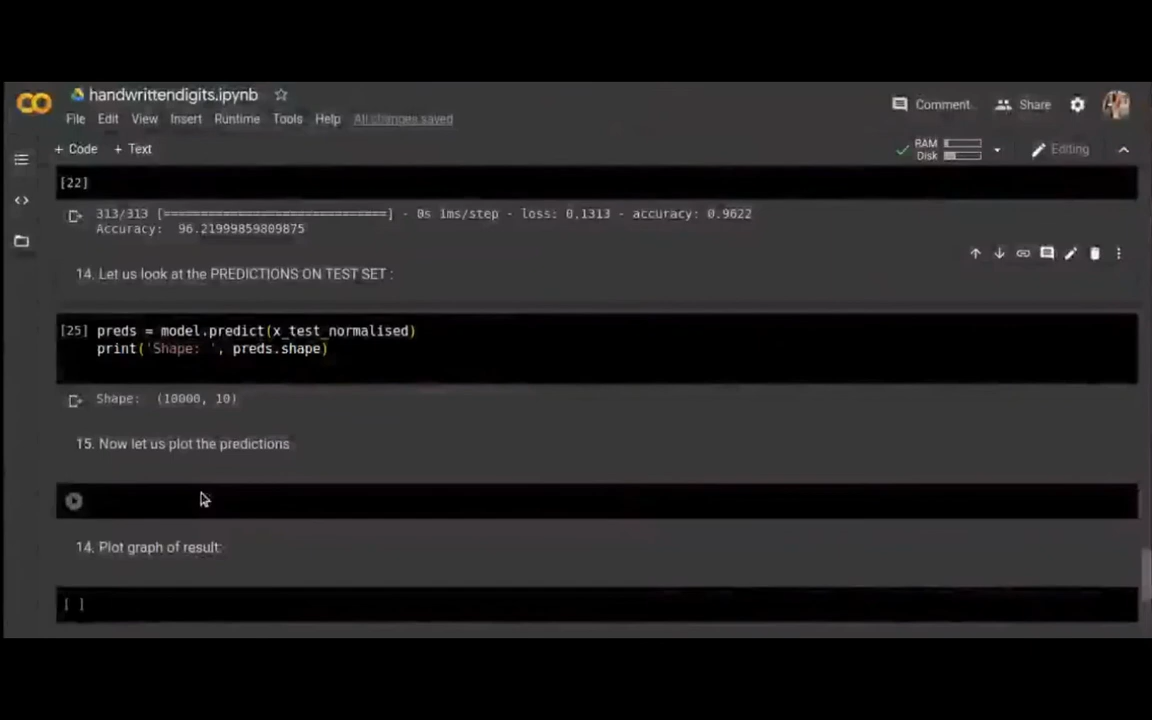 handwrittendigits.ipynb
File Edit View Insert Runtime Tools Help All changes saved
Comment Share
+ Code + Text
RAM
Disk
Editing
[22]
313/313 [==============================] - 0s 1ms/step - loss: 0.1313 - accuracy: 0.9622
Accuracy: 96.21999859809875
14. Let us look at the PREDICTIONS ON TEST SET :
[25] preds = model.predict(x_test_normalised)
print('Shape: ', preds.shape)
Shape: (10000, 10)
15. Now let us plot the predictions
14. Plot graph of result:
[ ]